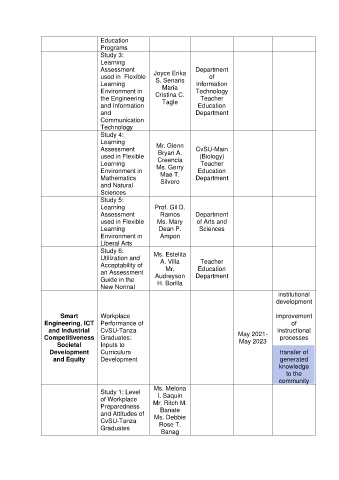 Education
Programs
Study 3:
Learning
Assessment
used in Flexible
Learning
Environment in
the Engineering
and Information
and
Communication
Technology
Joyce Erika
S. Senaris
Maria
Cristina C.
Tagle
Department
of
Information
Technology
Teacher
Education
Department
Study 4:
Learning
Assessment
used in Flexible
Learning
Environment in
Mathematics
and Natural
Sciences
Mr. Glenn
Bryan A.
Creencia
Ms. Gerry
Mae T.
Silvero
CvSU-Main
(Biology)
Teacher
Education
Department
Study 5:
Learning
Assessment
used in Flexible
Learning
Environment in
Liberal Arts
Prof. Gil D.
Ramos
Ms. Mary
Dean P.
Ampon
Department
of Arts and
Sciences
Study 6:
Utilization and
Acceptability of
an Assessment
Guide in the
New Normal
Ms. Estelita
A. Villa
Mr.
Audreyson
H. Borilla
Teacher
Education
Department
Smart
Engineering, ICT
and Industrial
Competitiveness
Societal
Development
and Equity
Workplace
Performance of
CvSU-Tanza
Graduates:
Inputs to
Curriculum
Development
May 2021-
May 2023
institutional
development
improvement
of
instructional
processes
transfer of
generated
knowledge
to the
community
Study 1: Level
of Workplace
Preparedness
and Attitudes of
CvSU-Tanza
Graduates
Ms. Melona
I. Saquin
Mr. Ritch M.
Banate
Ms. Debbie
Rose T.
Banag